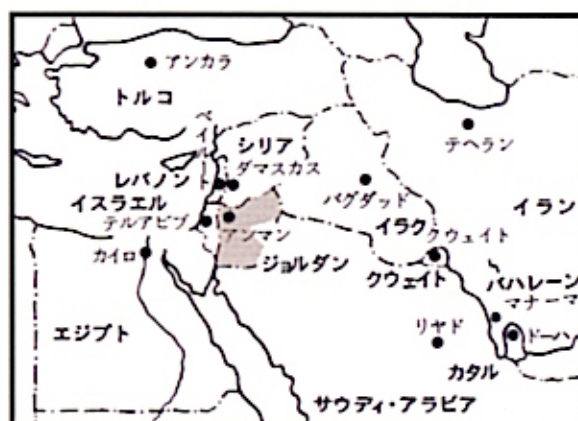 アンカラ
トルコ
テヘラン
ベイルート
シリア
ダマスカス
レバノン
バグダッド
イスラエル
イラン
テルアビブ
アンマン
イラク
クウェイト
カイロ
ジョルダン
クウェイト
バハレーン
マナーマ
エジプト
リヤド
ドーハ
カタル
サウディ・アラビア